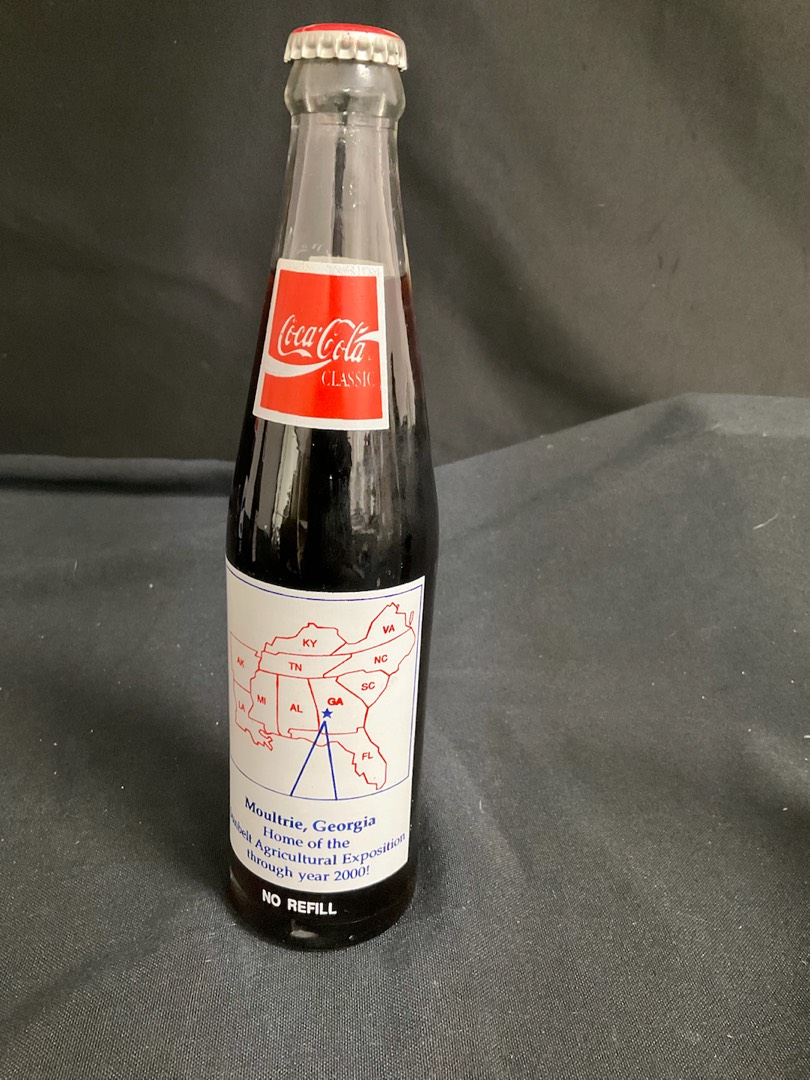 Coca-Cola
CLASSIC
VA
KY
NC
AK
TN
SC
MI
GA
LA
AL
FL
Moultrie, Georgia
Home of the
Agricultural Exposition
through year 2000!
NO REFILL